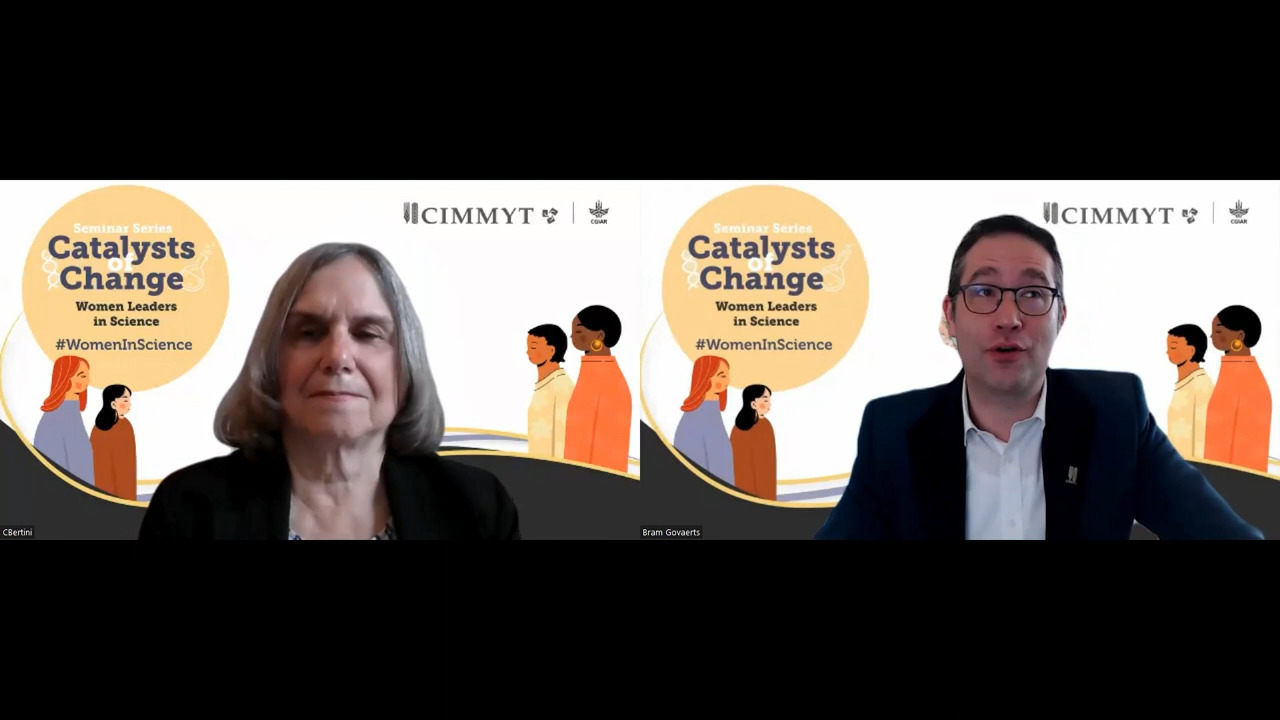 Seminar Series
Catalysts
of
Change
Women Leaders
in Science
#WomenInScience
CIMMYT
CGIAR
CBertini
Seminar Series
Catalysts
of
Change
Women Leaders
in Science
#WomenInScience
CIMMYT
CGIAR
Bram Govaerts